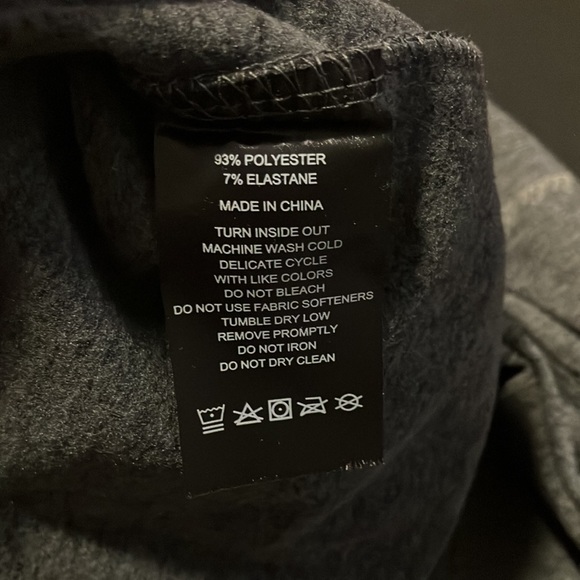 93% POLYESTER
7% ELASTANE
MADE IN CHINA
TURN INSIDE OUT
MACHINE WASH COLD
DELICATE CYCLE
WITH LIKE COLORS
DO NOT BLEACH
DO NOT USE FABRIC SOFTENERS
TUMBLE DRY LOW
REMOVE PROMPTLY
DO NOT IRON
DO NOT DRY CLEAN